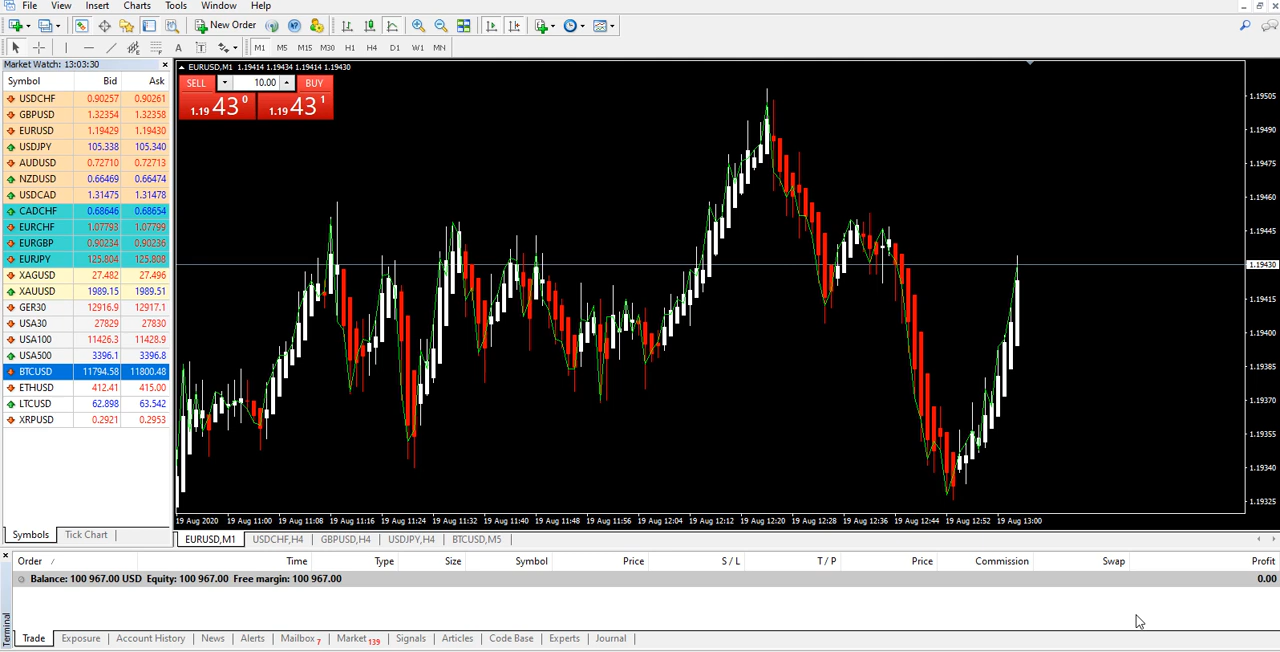 File View Insert Charts Tools Window Help
New Order
A T M1 M5 M15 M30 H1 H4 D1 W1 MN
Market Watch: 13:03:30
Symbol Bid Ask
USDCHF 0.90257 0.90261
GBPUSD 1.32354 1.32358
EURUSD 1.19429 1.19430
USDJPY 105.338 105.340
AUDUSD 0.72710 0.72713
NZDUSD 0.66469 0.66474
USDCAD 1.31475 1.31478
CADCHF 0.68646 0.68654
EURCHF 1.07793 1.07799
EURGBP 0.90234 0.90236
EURJPY 125.804 125.808
XAGUSD 27.482 27.496
XAUUSD 1989.15 1989.51
GER30 12916.9 12917.1
USA30 27829 27830
USA100 11426.3 11428.9
USA500 3396.1 3396.8
BTCUSD 11794.58 11800.48
ETHUSD 412.41 415.00
LTCUSD 62.898 63.542
XRPUSD 0.2921 0.2953
Symbols Tick Chart
EURUSD,M1 1.19414 1.19434 1.19414 1.19430
SELL 10.00 BUY
1.19 43 0 1.19 43 1
1.19505
1.19490
1.19475
1.19460
1.19445
1.19430
1.19415
1.19400
1.19385
1.19370
1.19355
1.19340
1.19325
19 Aug 2020 19 Aug 11:00 19 Aug 11:08 19 Aug 11:16 19 Aug 11:24 19 Aug 11:32 19 Aug 11:40 19 Aug 11:48 19 Aug 11:56 19 Aug 12:04 19 Aug 12:12 19 Aug 12:20 19 Aug 12:28 19 Aug 12:36 19 Aug 12:44 19 Aug 12:52 19 Aug 13:00
EURUSD,M1 USDCHF,H4 GBPUSD,H4 USDJPY,H4 BTCUSD,M5
Order Time Type Size Symbol Price S / L T / P Price Commission Swap Profit
Balance: 100 967.00 USD Equity: 100 967.00 Free margin: 100 967.00 0.00
Terminal
Trade Exposure Account History News Alerts Mailbox 7 Market 139 Signals Articles Code Base Experts Journal